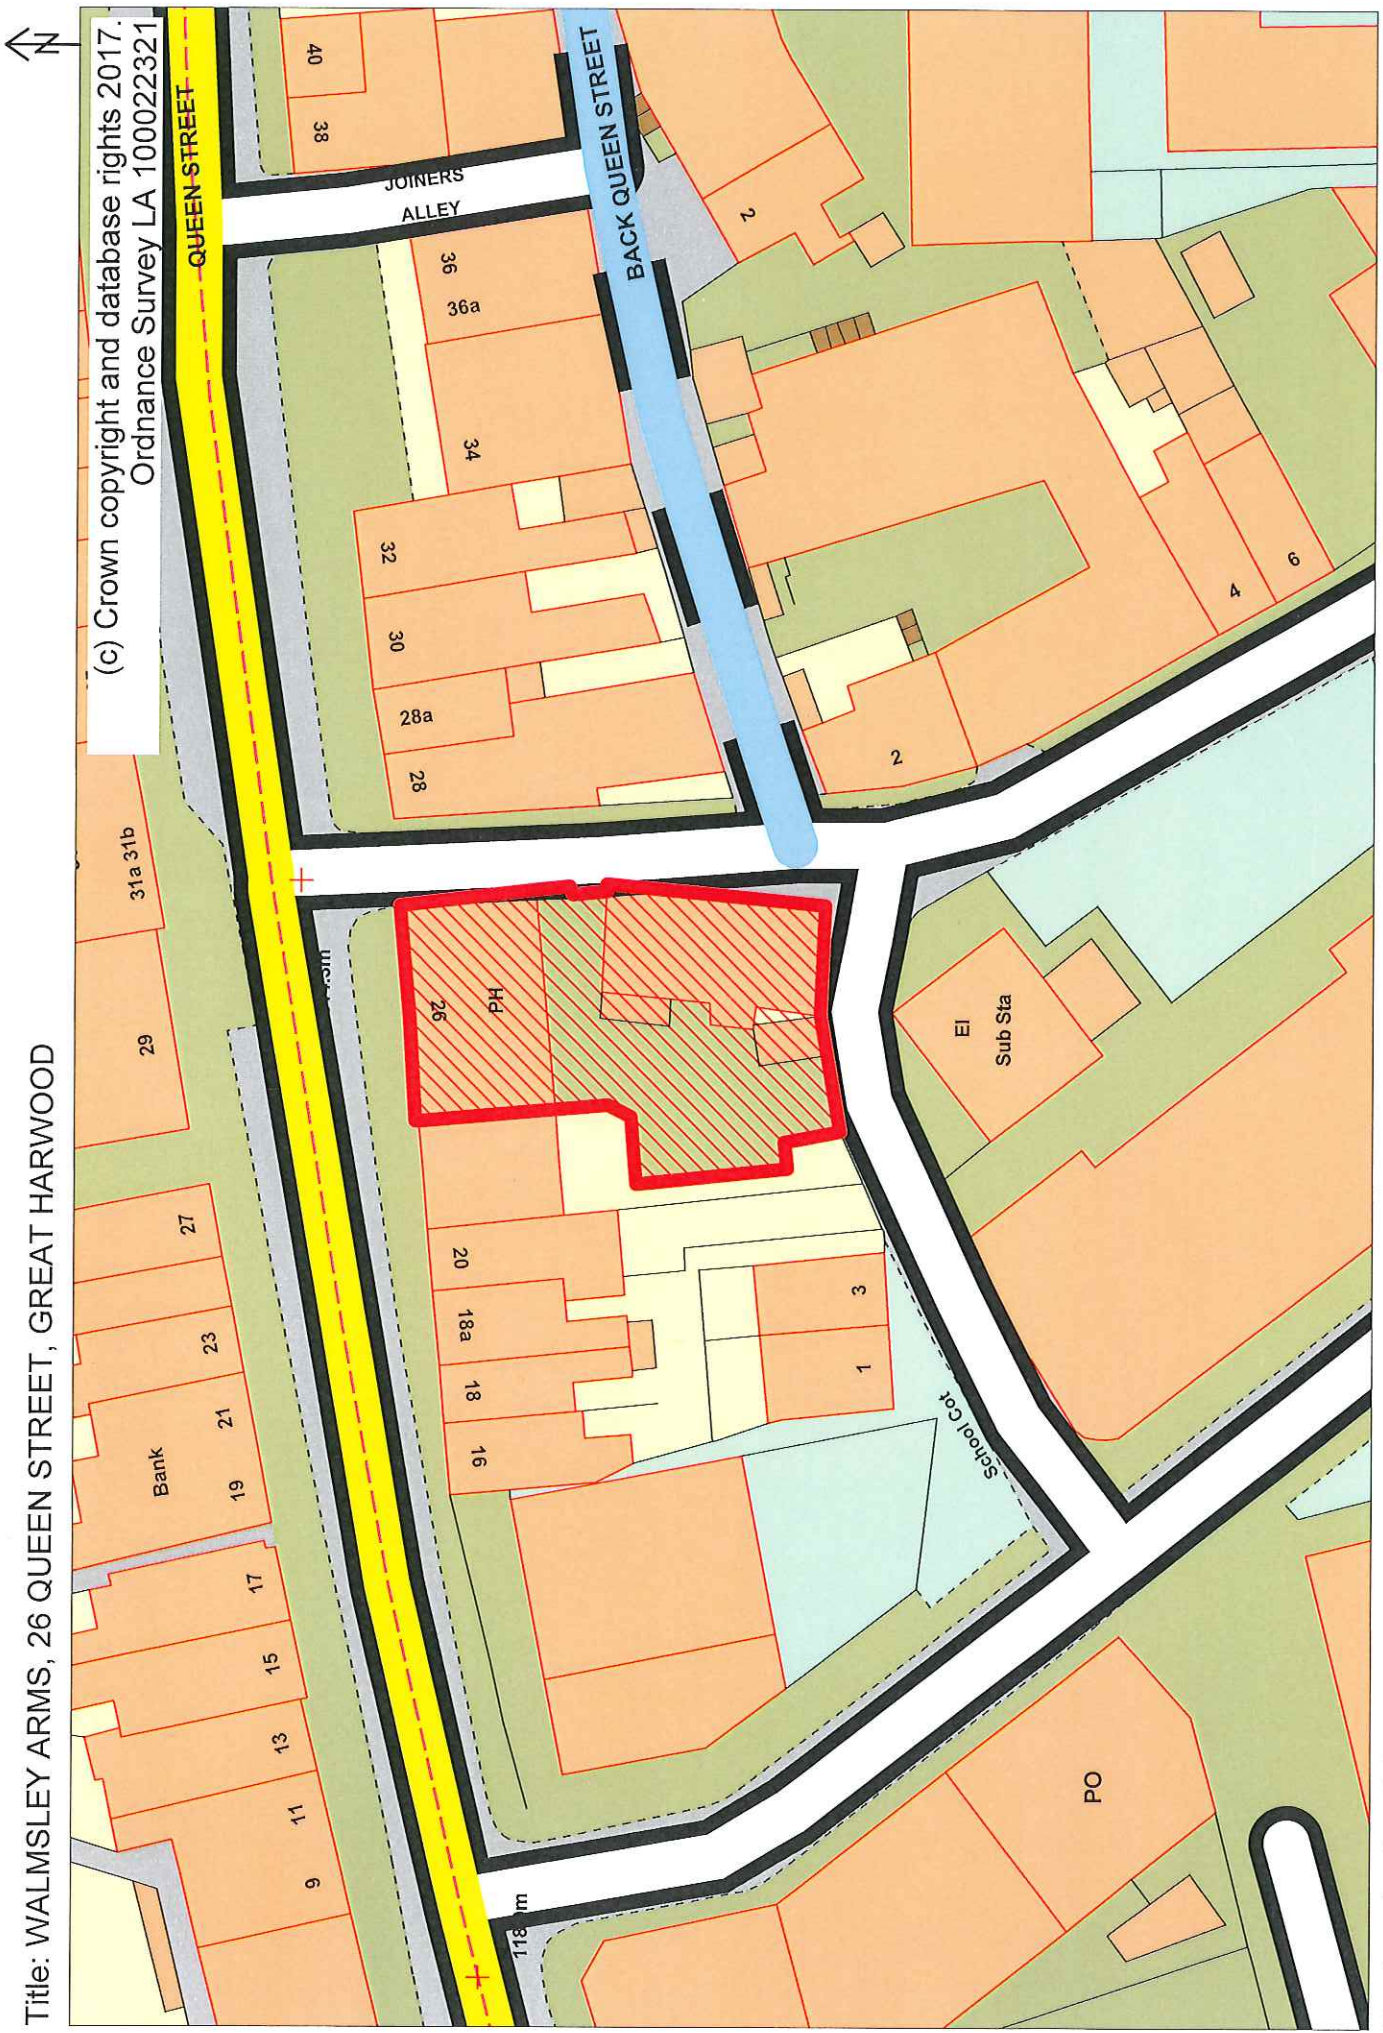 Title: WALMSLEY ARMS, 26 QUEEN STREET, GREAT HARWOOD
N
(c) Crown copyright and database rights 2017.
Ordnance Survey LA 100022321
QUEEN STREET
BACK QUEEN STREET
JOINERS
ALLEY
40
38
36
36a
34
32
30
28a
28
2
2
4
6
31a 31b
29
27
23
21
19
Bank
17
15
13
11
9
26
PH
20
18a
18
16
3
1
El
Sub Sta
School Cot
PO